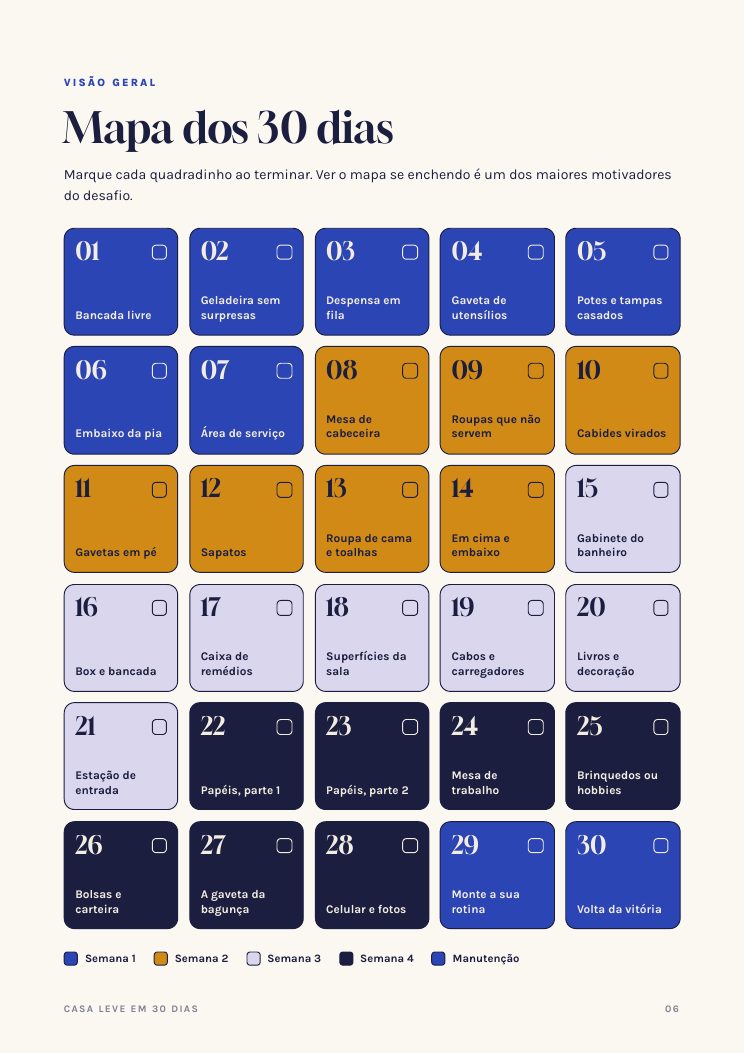 VISÃO GERAL
Mapa dos 30 dias
Marque cada quadradinho ao terminar. Ver o mapa se enchendo é um dos maiores motivadores
do desafio.
01
Bancada livre
02
Geladeira sem
surpresas
03
Despensa em
fila
04
Gaveta de
utensílios
05
Potes e tampas
casados
06
Embaixo da pia
07
Área de serviço
08
Mesa de
cabeceira
09
Roupas que não
servem
10
Cabides virados
11
Gavetas em pé
12
Sapatos
13
Roupa de cama
e toalhas
14
Em cima e
embaixo
15
Gabinete do
banheiro
16
Box e bancada
17
Caixa de
remédios
18
Superfícies da
sala
19
Cabos e
carregadores
20
Livros e
decoração
21
Estação de
entrada
22
Papéis, parte 1
23
Papéis, parte 2
24
Mesa de
trabalho
25
Brinquedos ou
hobbies
26
Bolsas e
carteira
27
A gaveta da
bagunça
28
Celular e fotos
29
Monte a sua
rotina
30
Volta da vitória
Semana 1 Semana 2 Semana 3 Semana 4 Manutenção
CASA LEVE EM 30 DIAS 06